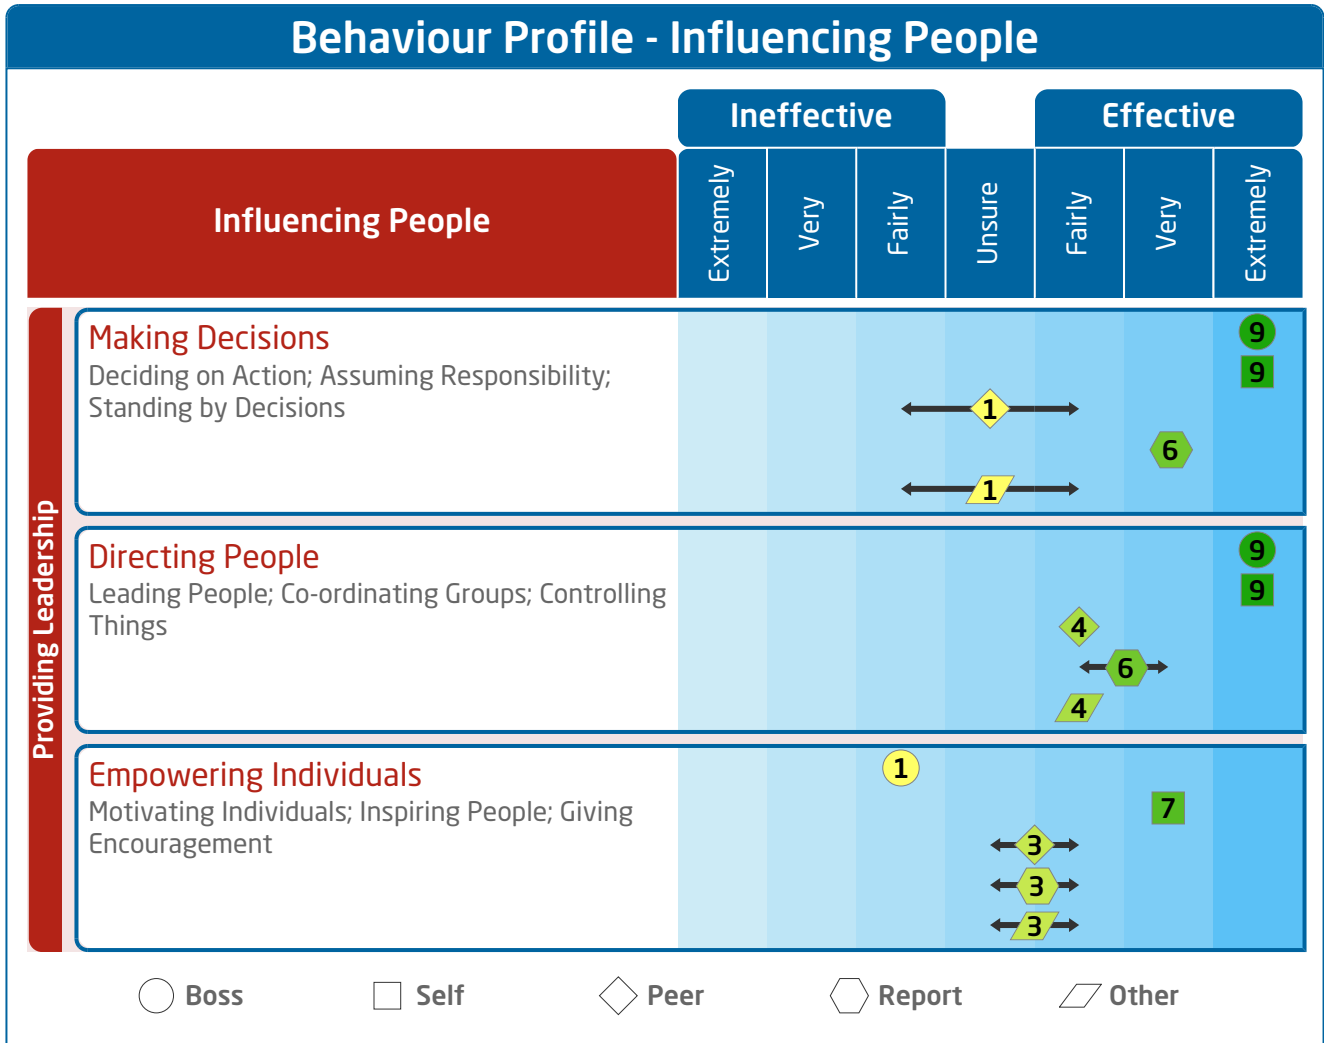 Behaviour Profile - Influencing People
Ineffective
Effective
Influencing People
Extremely
Very
Fairly
Unsure
Fairly
Very
Extremely
Providing Leadership
Making Decisions
Deciding on Action; Assuming Responsibility;
Standing by Decisions
9
9
1
6
1
Directing People
Leading People; Co-ordinating Groups; Controlling
Things
9
9
4
6
4
Empowering Individuals
Motivating Individuals; Inspiring People; Giving
Encouragement
1
7
3
3
3
Boss
Self
Peer
Report
Other